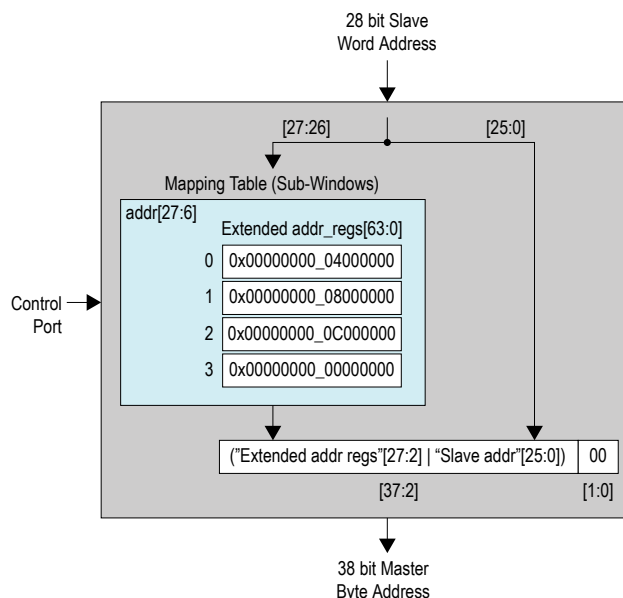 28 bit Slave
Word Address
[27:26]
[25:0]
Mapping Table (Sub-Windows)
addr[27:6]
Extended addr_regs[63:0]
0 0x00000000_04000000
1 0x00000000_08000000
2 0x00000000_0C000000
3 0x00000000_00000000
Control
Port
("Extended addr regs"[27:2] | “Slave addr”[25:0]) 00
[37:2] [1:0]
38 bit Master
Byte Address